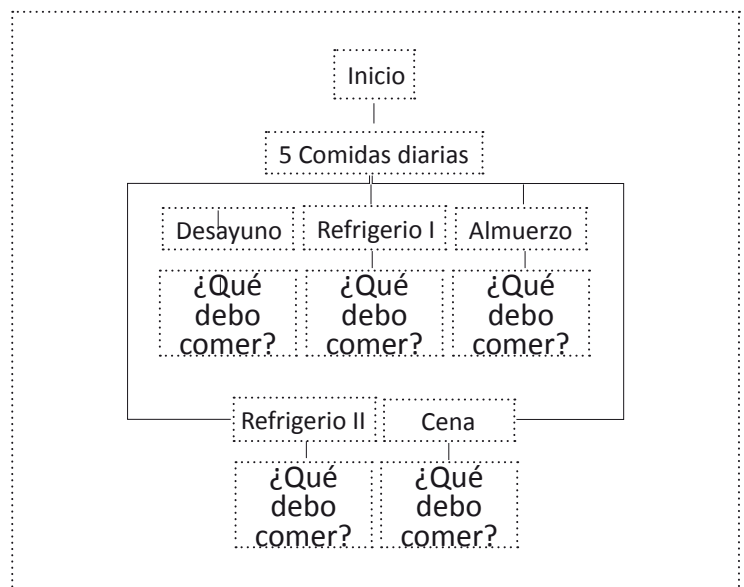 Inicio
5 Comidas diarias
Desayuno
Refrigerio I
Almuerzo
¿Qué
debo
comer?
¿Qué
debo
comer?
¿Qué
debo
comer?
Refrigerio II
Cena
¿Qué
debo
comer?
¿Qué
debo
comer?